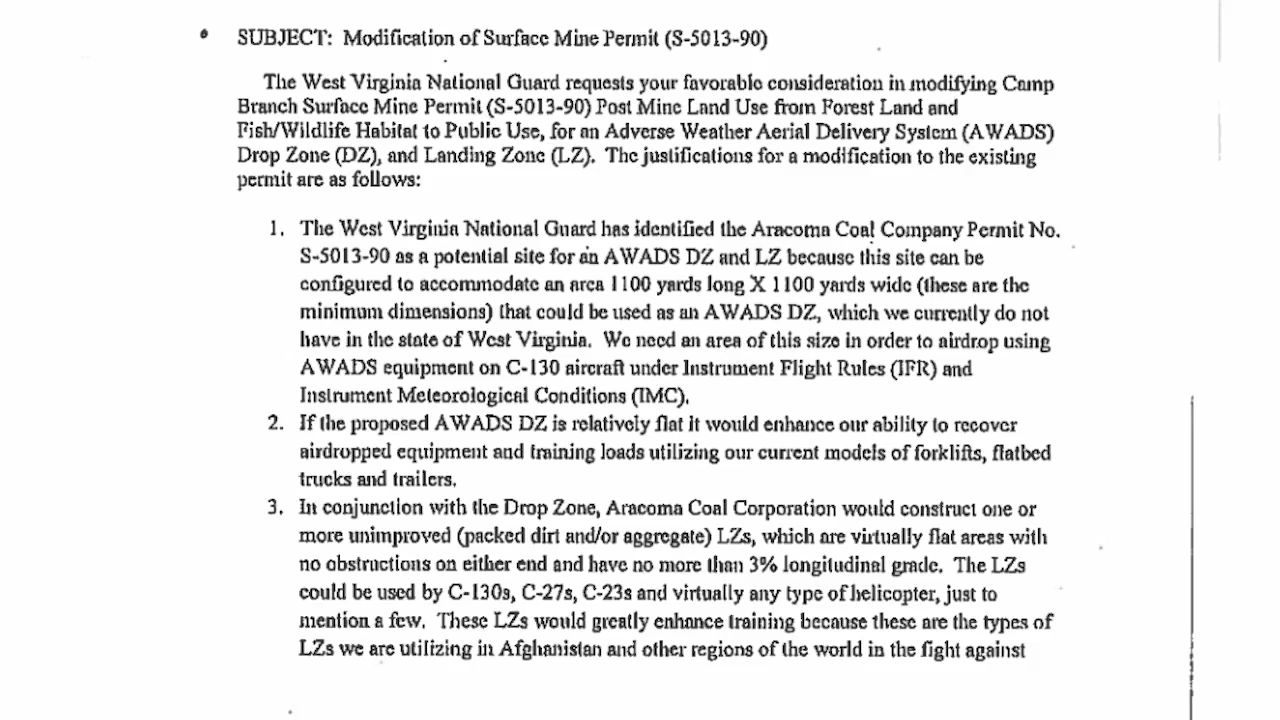 • SUBJECT: Modification of Surface Mine Permit (S-5013-90)
The West Virginia National Guard requests your favorable consideration in modifying Camp
Branch Surface Mine Permit (S-5013-90) Post Mine Land Use from Forest Land and
Fish/Wildlife Habitat to Public Use, for an Adverse Weather Aerial Delivery System (AWADS)
Drop Zone (DZ), and Landing Zone (LZ). The justifications for a modification to the existing
permit are as follows:
1. The West Virginia National Guard has identified the Aracoma Coal Company Permit No.
S-5013-90 as a potential site for an AWADS DZ and LZ because this site can be
configured to accommodate an area 1100 yards long X 1100 yards wide (these are the
minimum dimensions) that could be used as an AWADS DZ, which we currently do not
have in the state of West Virginia. We need an area of this size in order to airdrop using
AWADS equipment on C-130 aircraft under Instrument Flight Rules (IFR) and
Instrument Meteorological Conditions (IMC).
2. If the proposed AWADS DZ is relatively flat it would enhance our ability to recover
airdropped equipment and training loads utilizing our current models of forklifts, flatbed
trucks and trailers.
3. In conjunction with the Drop Zone, Aracoma Coal Corporation would construct one or
more unimproved (packed dirt and/or aggregate) LZs, which are virtually flat areas with
no obstructions on either end and have no more than 3% longitudinal grade. The LZs
could be used by C-130s, C-27s, C-23s and virtually any type of helicopter, just to
mention a few. These LZs would greatly enhance training because these are the types of
LZs we are utilizing in Afghanistan and other regions of the world in the fight against